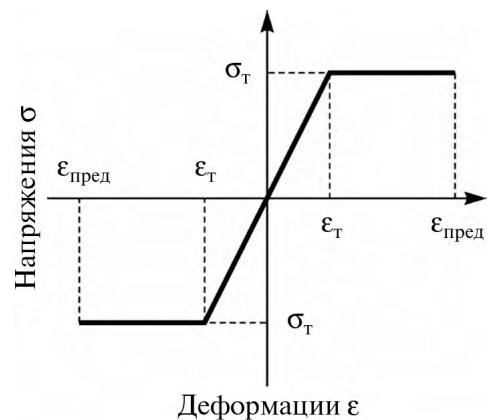 σт
Напряжения σ
εпред
εт
εт
εпред
σт
Деформации ε